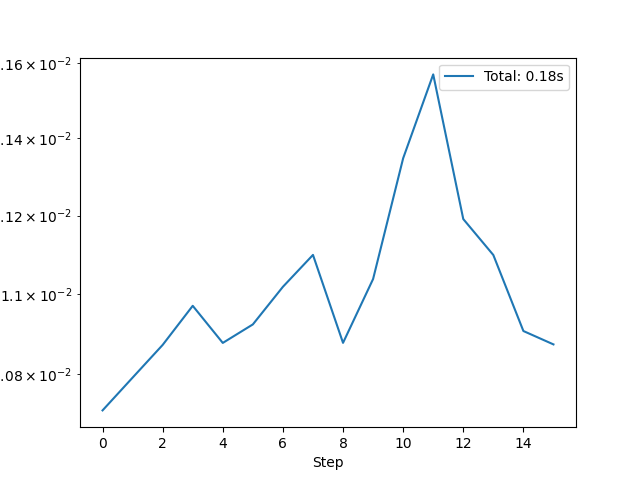 .16 × 10⁻²
.14 × 10⁻²
.12 × 10⁻²
1.1 × 10⁻²
.08 × 10⁻²
Total: 0.18s
0 2 4 6 8 10 12 14
Step